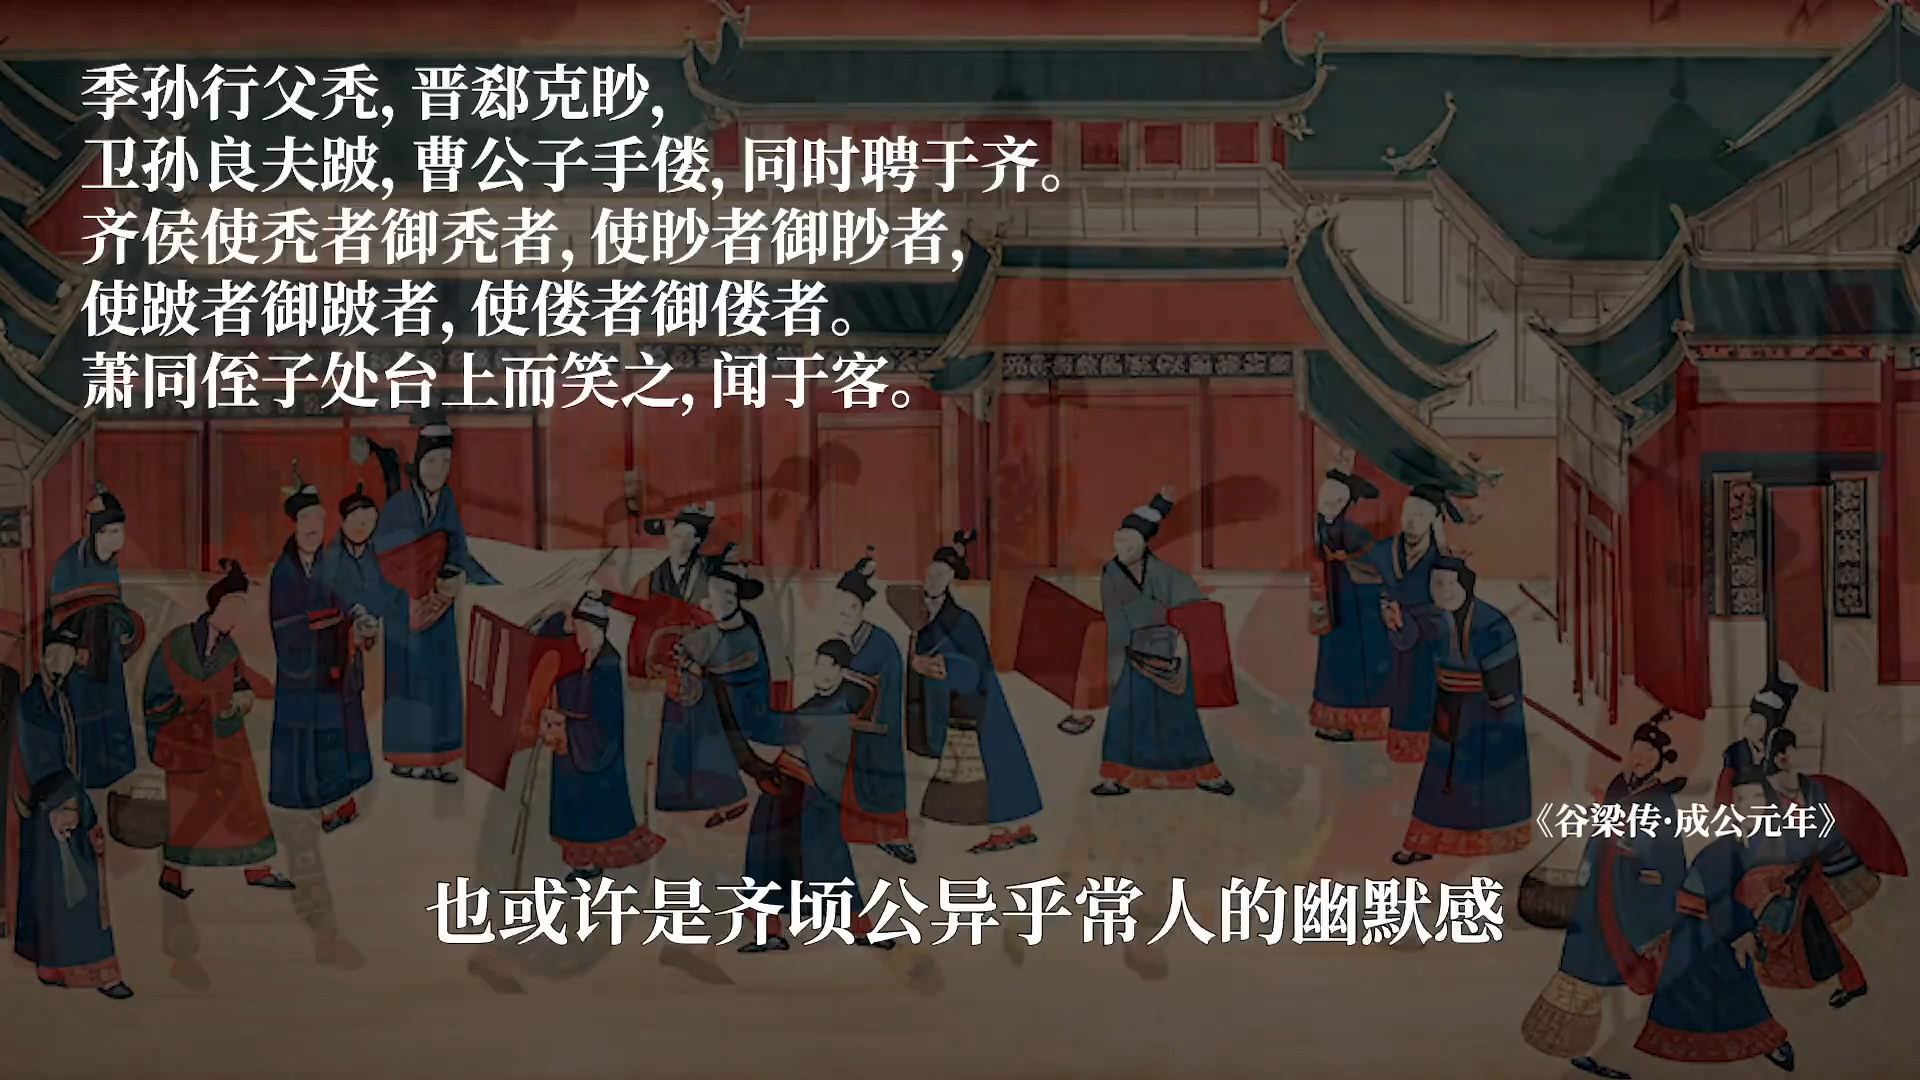 季孙行父秃, 晋郄克眇,
卫孙良夫跛, 曹公子手偻, 同时聘于齐。
齐侯使秃者御秃者, 使眇者御眇者,
使跛者御跛者, 使偻者御偻者。
萧同侄子处台上而笑之, 闻于客。
《谷梁传·成公元年》
也或许是齐顷公异乎常人的幽默感